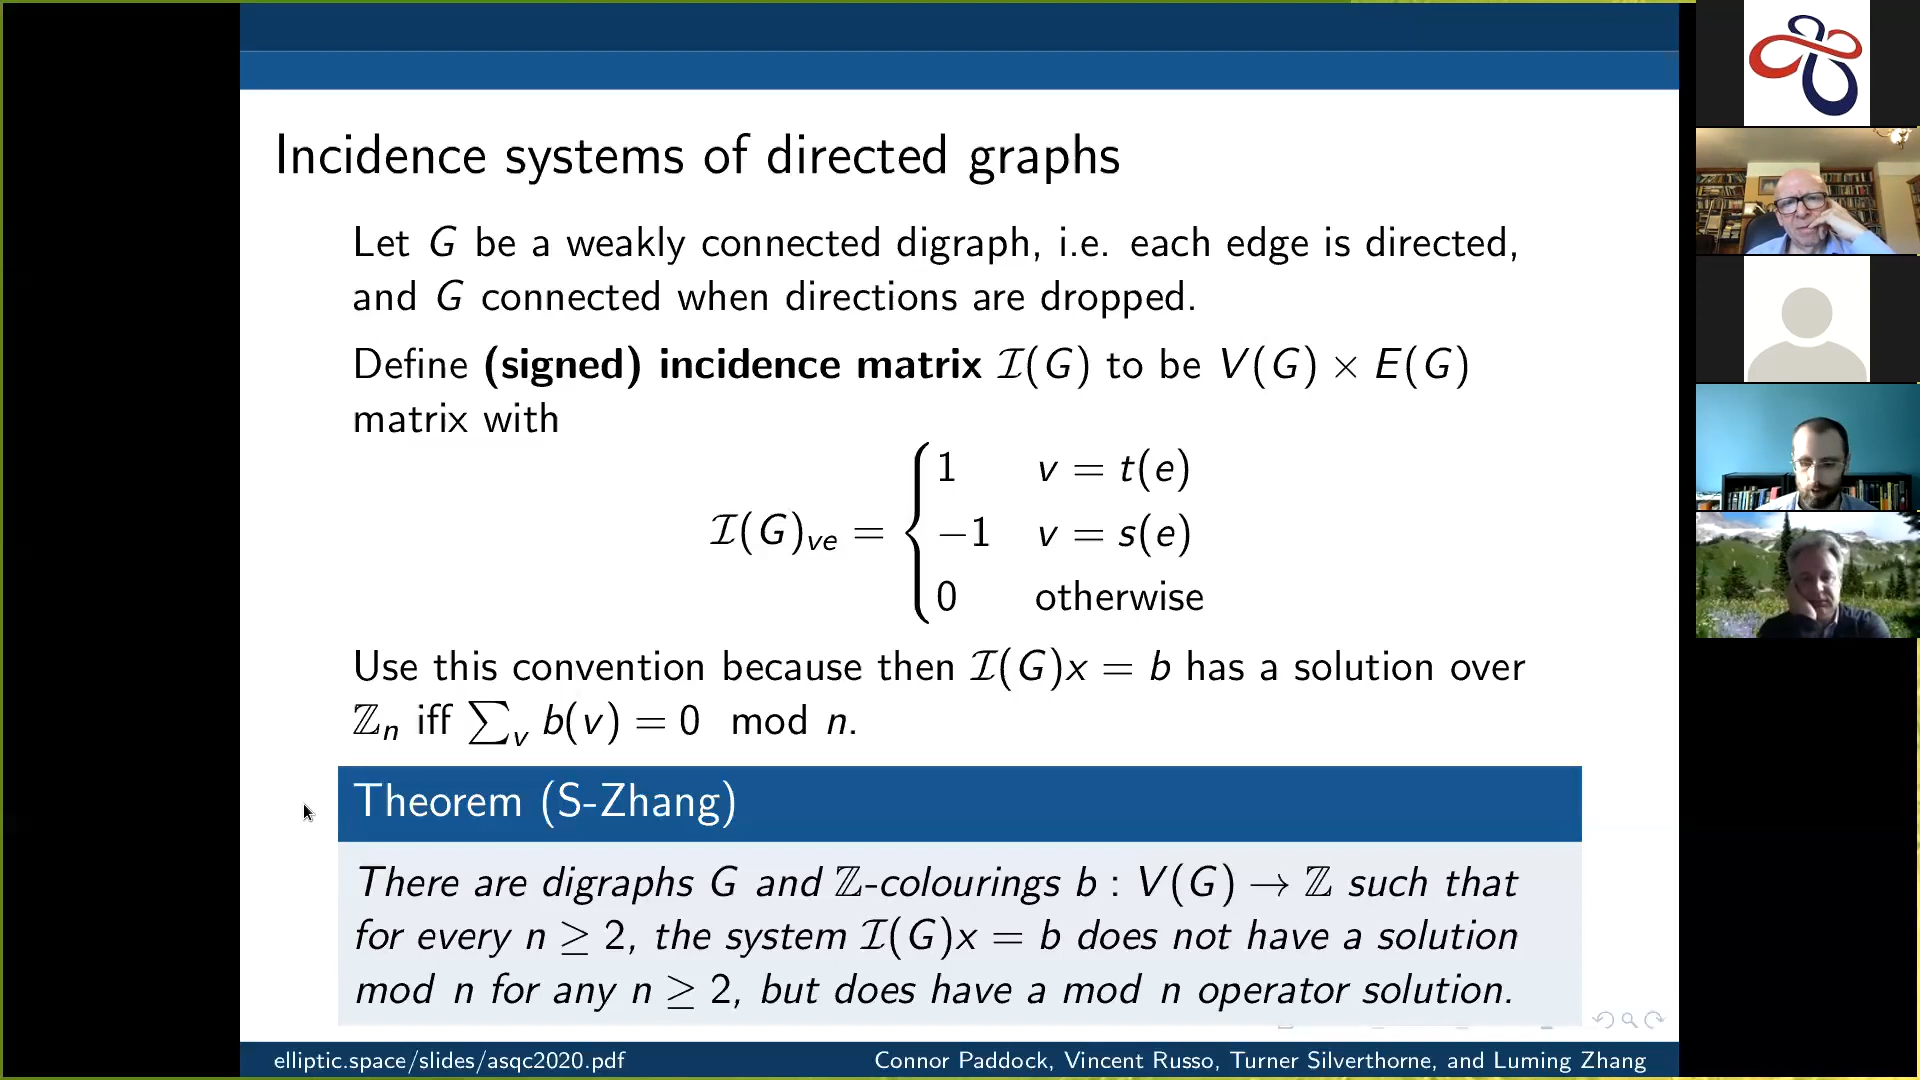 Incidence systems of directed graphs
Let G be a weakly connected digraph, i.e. each edge is directed,
and G connected when directions are dropped.
Define (signed) incidence matrix ℐ(G) to be V(G) × E(G)
matrix with
ℐ(G)ᵥₑ = { 1 v = t(e)
−1 v = s(e)
0 otherwise
Use this convention because then ℐ(G)x = b has a solution over
ℤₙ iff ∑ᵥ b(v) = 0 mod n.
Theorem (S-Zhang)
There are digraphs G and ℤ-colourings b : V(G) → ℤ such that
for every n ≥ 2, the system ℐ(G)x = b does not have a solution
mod n for any n ≥ 2, but does have a mod n operator solution.
elliptic.space/slides/asqc2020.pdf Connor Paddock, Vincent Russo, Turner Silverthorne, and Luming Zhang